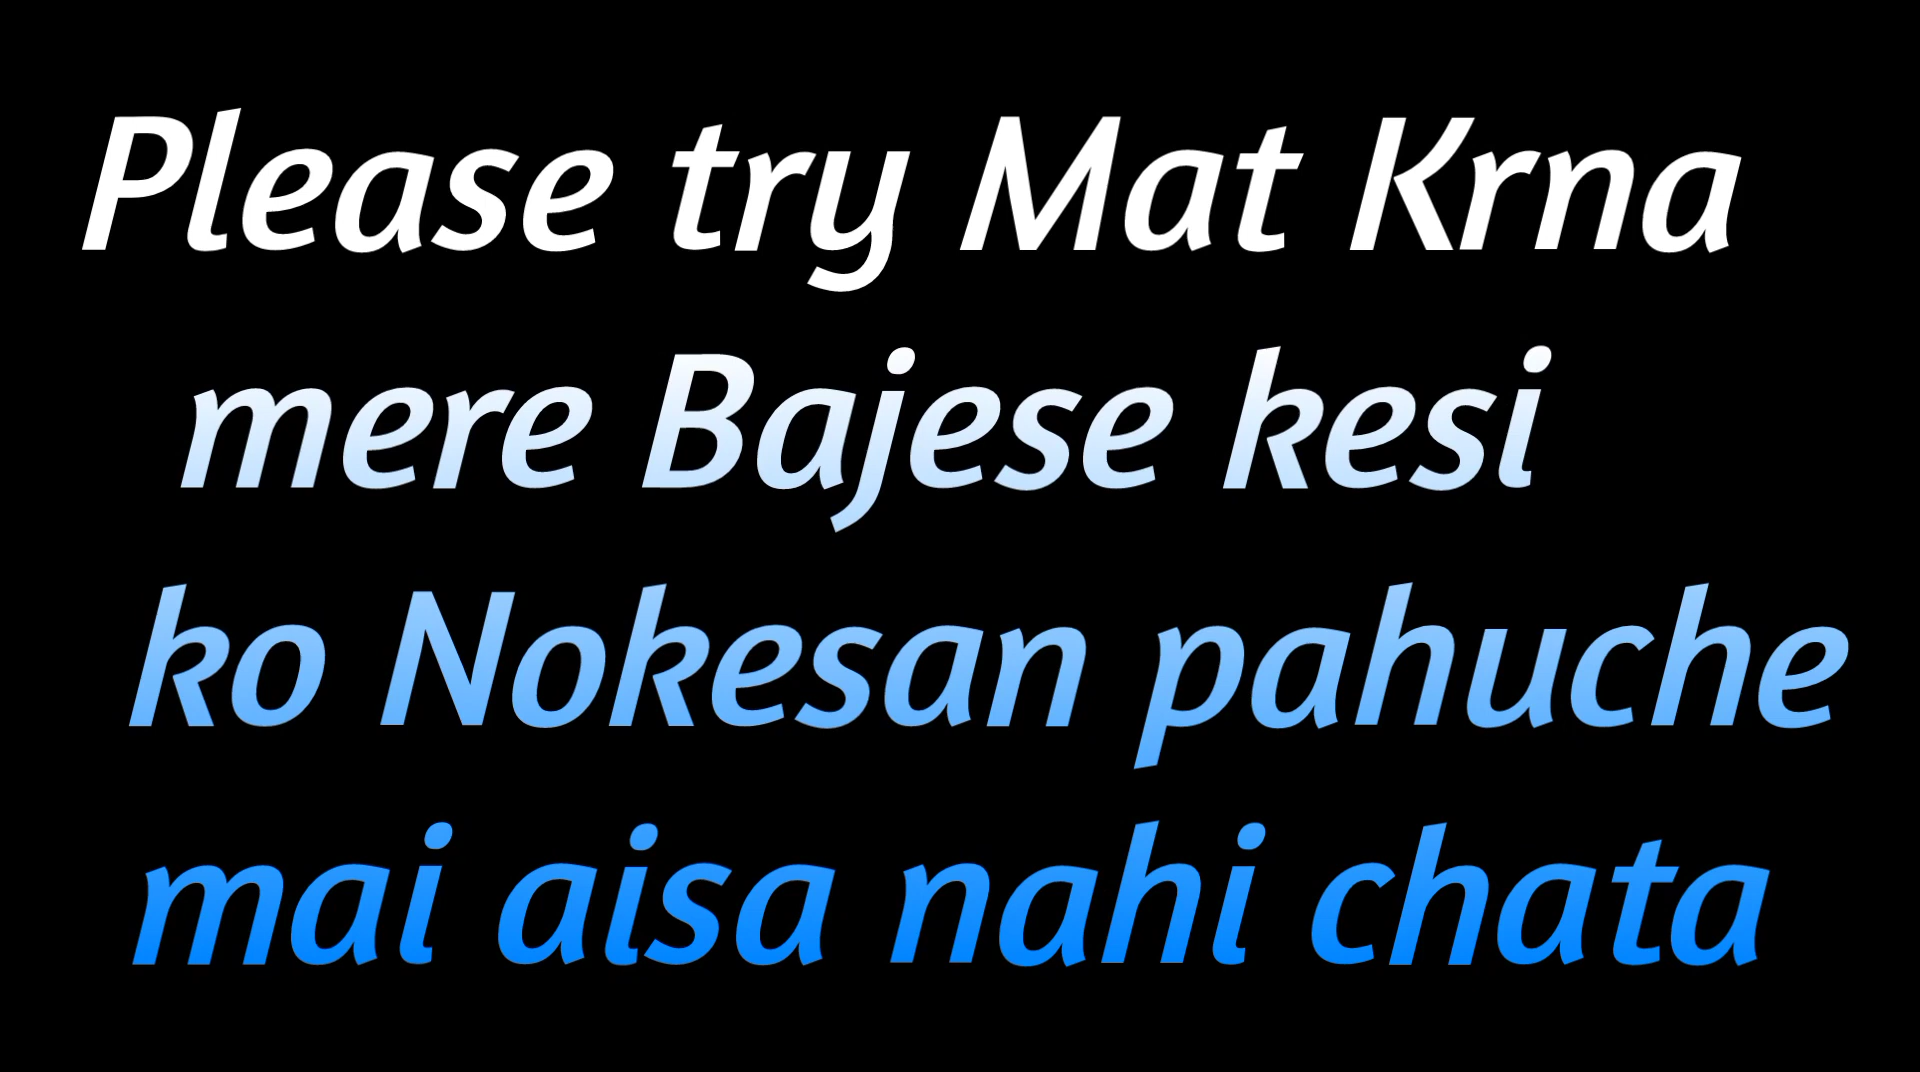 Please try Mat Krna
mere Bajese kesi
ko Nokesan pahuche
mai aisa nahi chata